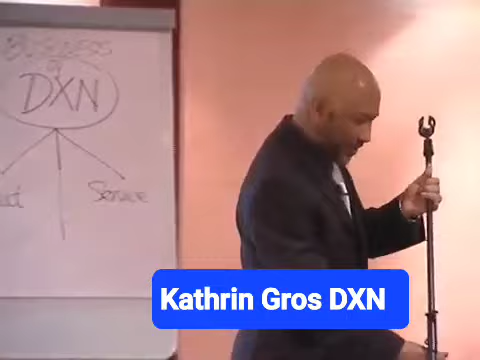 BUSINESS
OF
DXN
Service
Kathrin Gros DXN